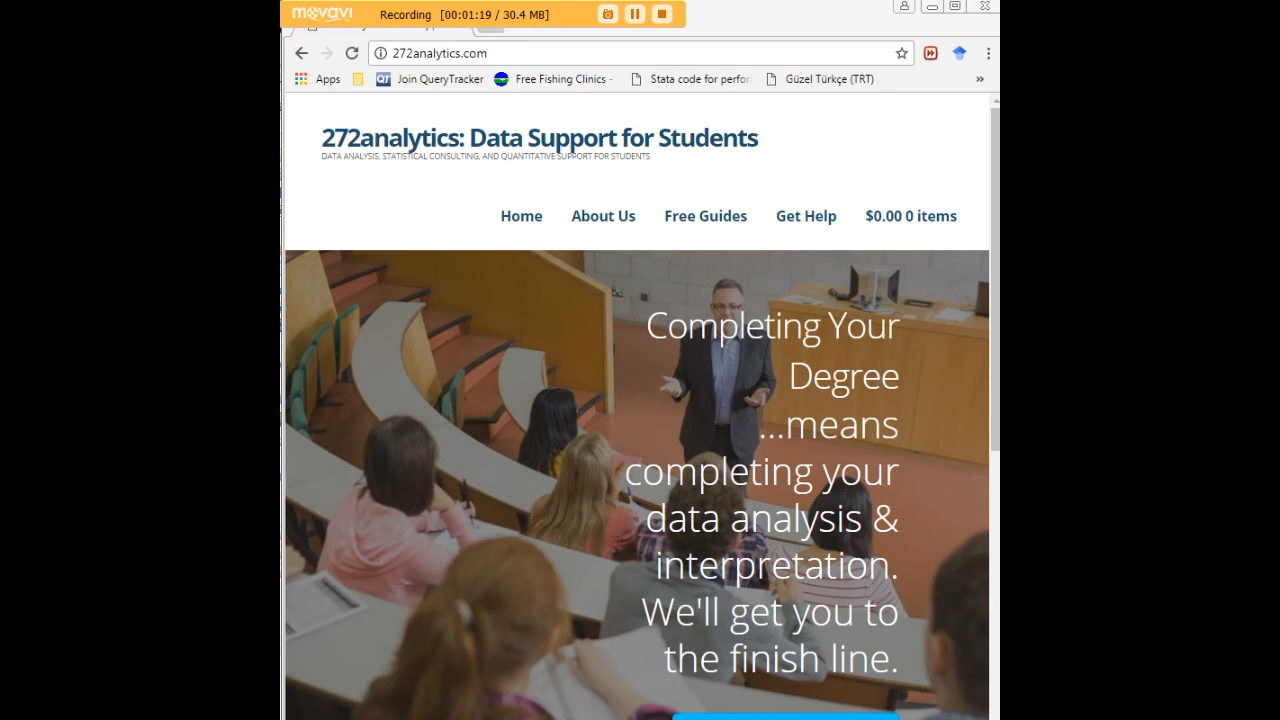 movavi Recording [00:01:19 / 30.4 MB]
272analytics.com
Apps QT Join QueryTracker Free Fishing Clinics - Stata code for perfor Güzel Türkçe (TRT) »
272analytics: Data Support for Students
DATA ANALYSIS, STATISTICAL CONSULTING, AND QUANTITATIVE SUPPORT FOR STUDENTS
Home About Us Free Guides Get Help $0.00 0 items
Completing Your
Degree
...means
completing your
data analysis &
interpretation.
We'll get you to
the finish line.